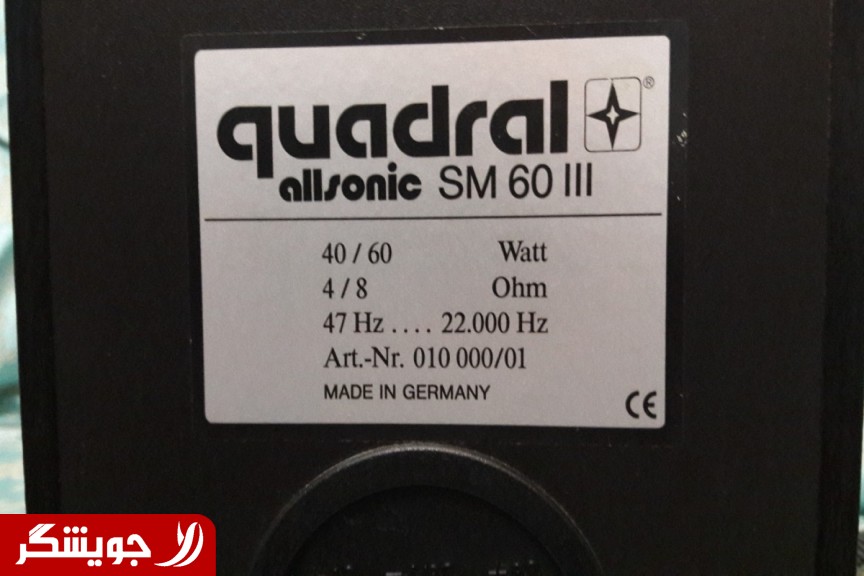 quadral ®
allsonic SM 60 III
40 / 60 Watt
4 / 8 Ohm
47 Hz . . . . 22.000 Hz
Art.-Nr. 010 000/01
MADE IN GERMANY
CE
جویشگر